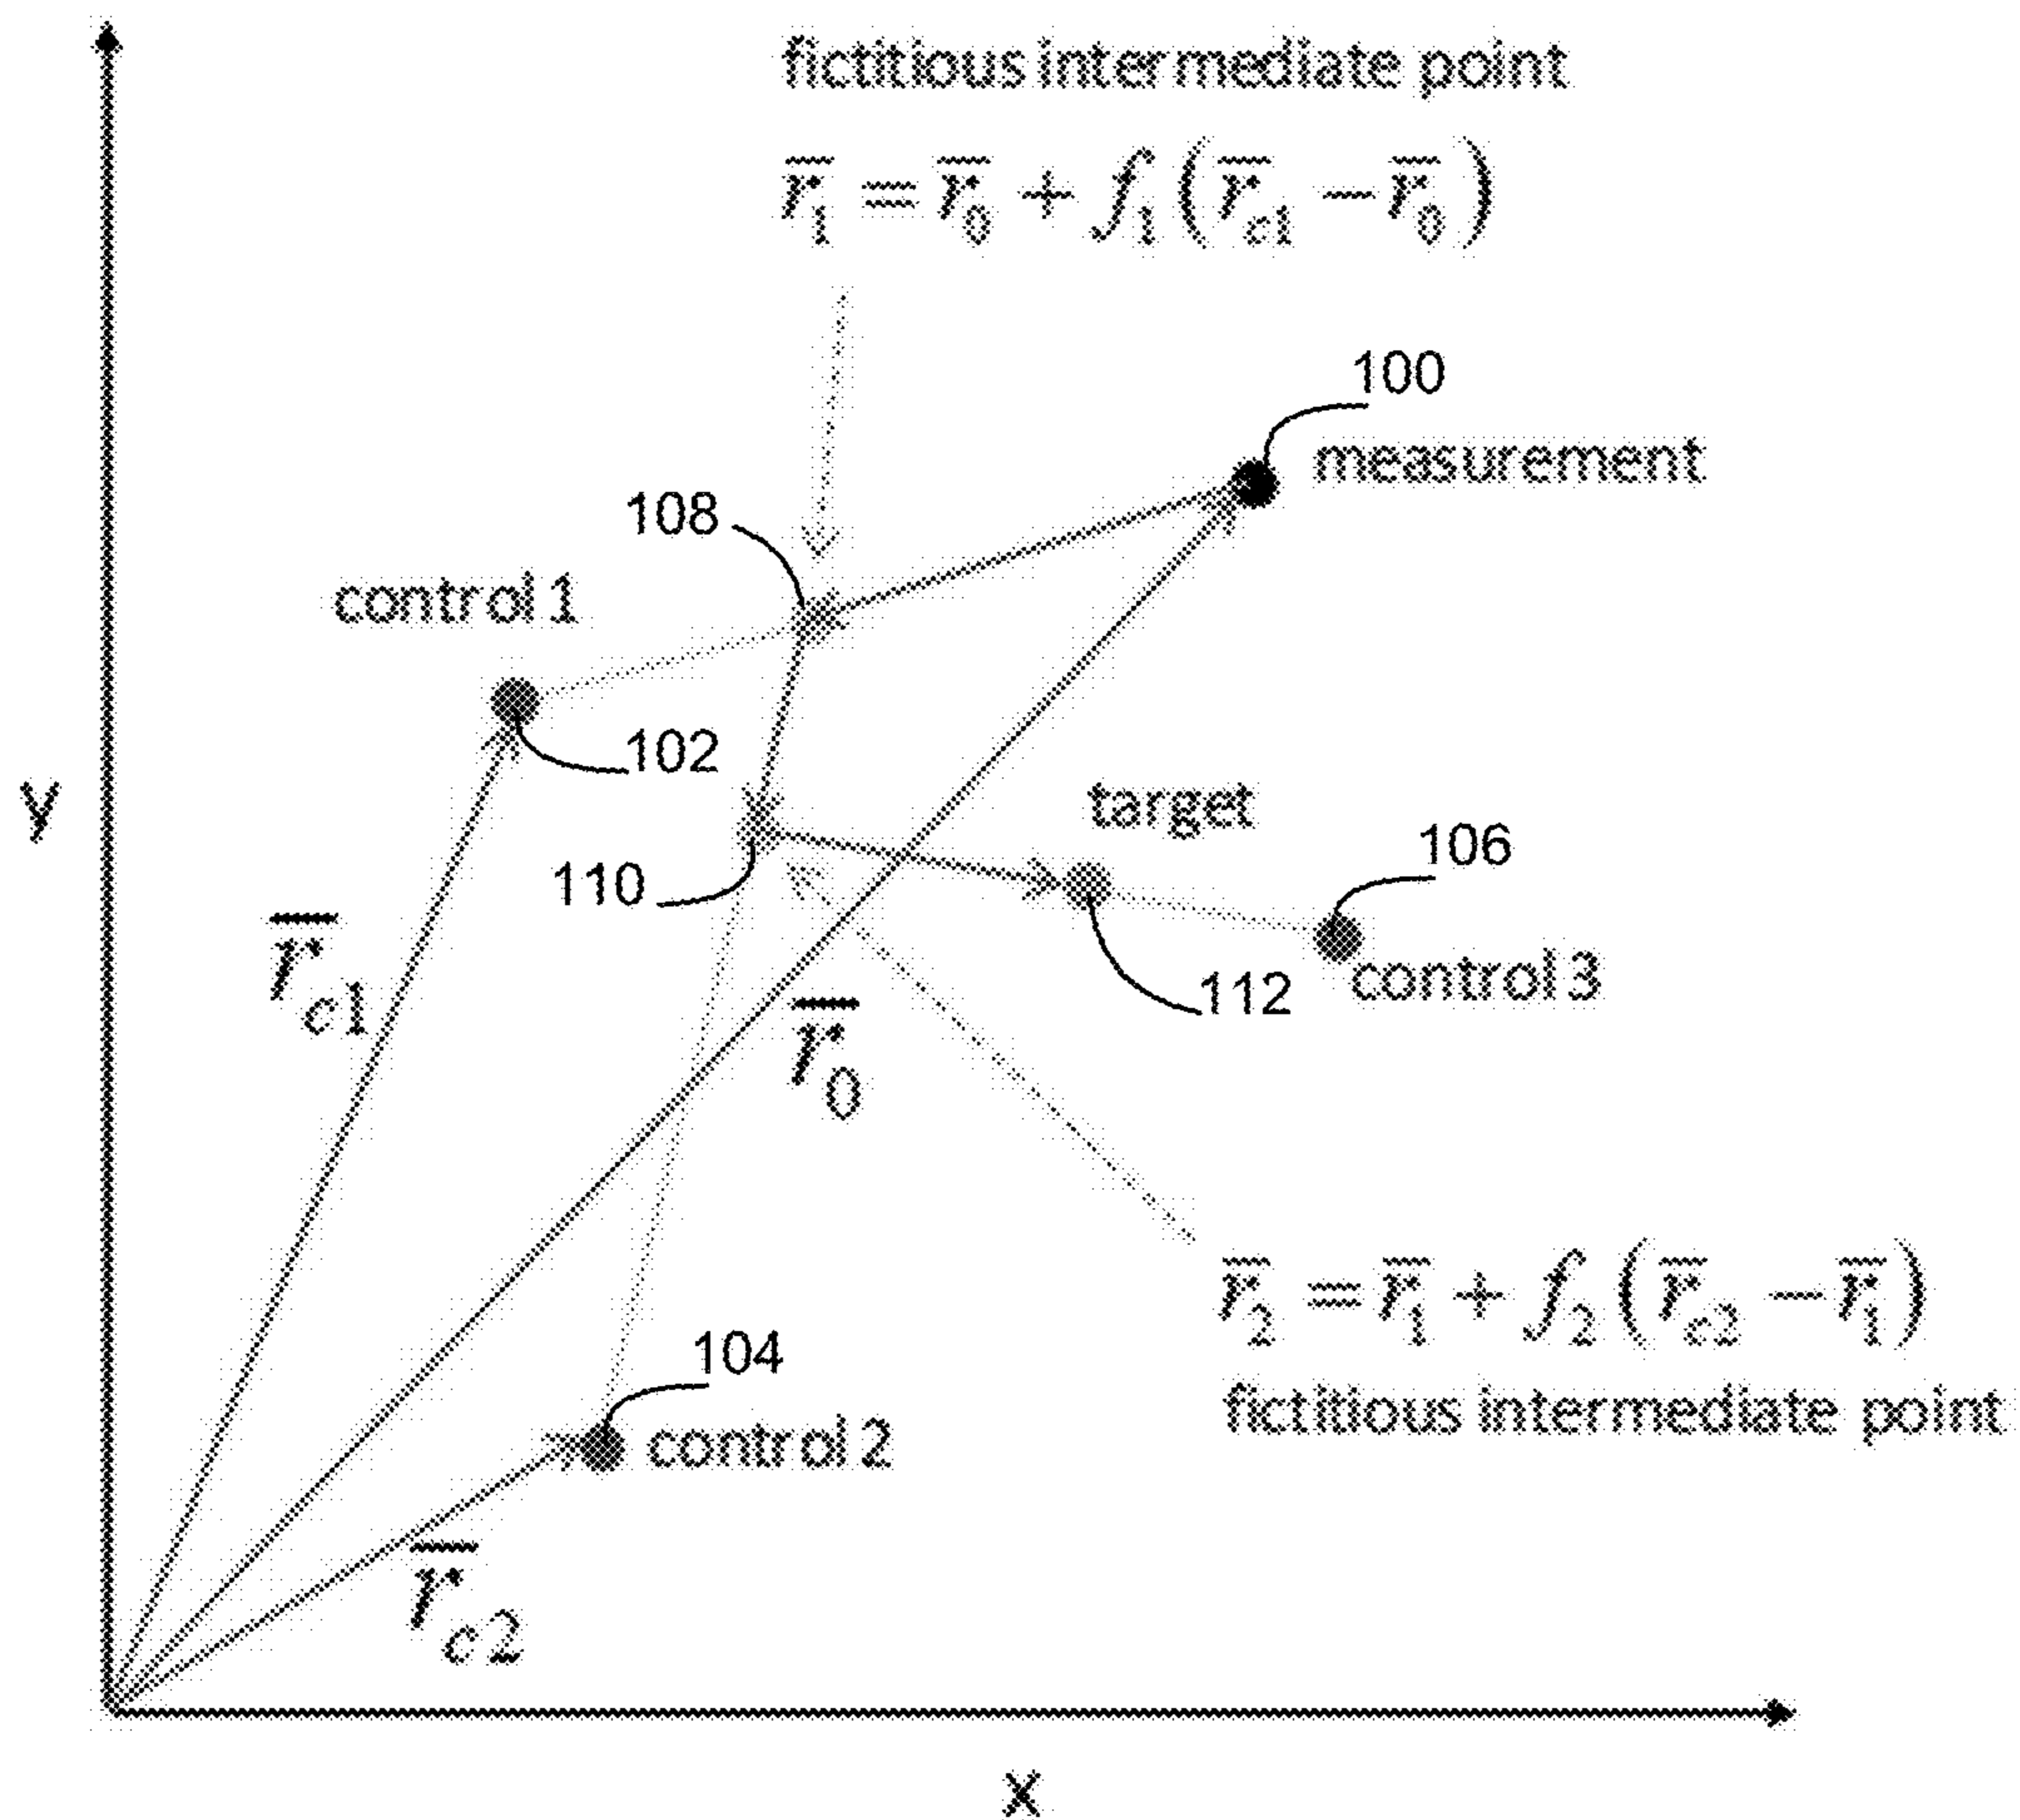 fictitious intermediate point
r̅₁ = r̅₀ + f₁ (r̅c1 − r̅₀)
100
measurement
108
control 1
102
y
target
106
110
r̅c1
control 3
112
r̅₀
r̅₂ = r̅₁ + f₂ (r̅c2 − r̅₁)
104
fictitious intermediate point
control 2
r̅c2
x